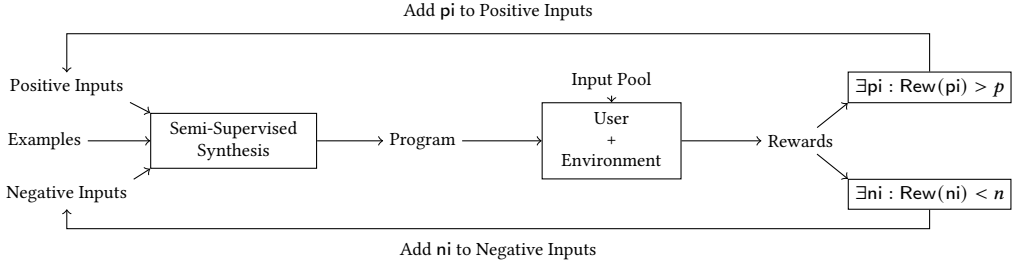 Add pi to Positive Inputs
Positive Inputs
Input Pool
∃pi : Rew(pi) > p
Examples
Semi-Supervised
Synthesis
Program
User
+
Environment
Rewards
Negative Inputs
∃ni : Rew(ni) < n
Add ni to Negative Inputs